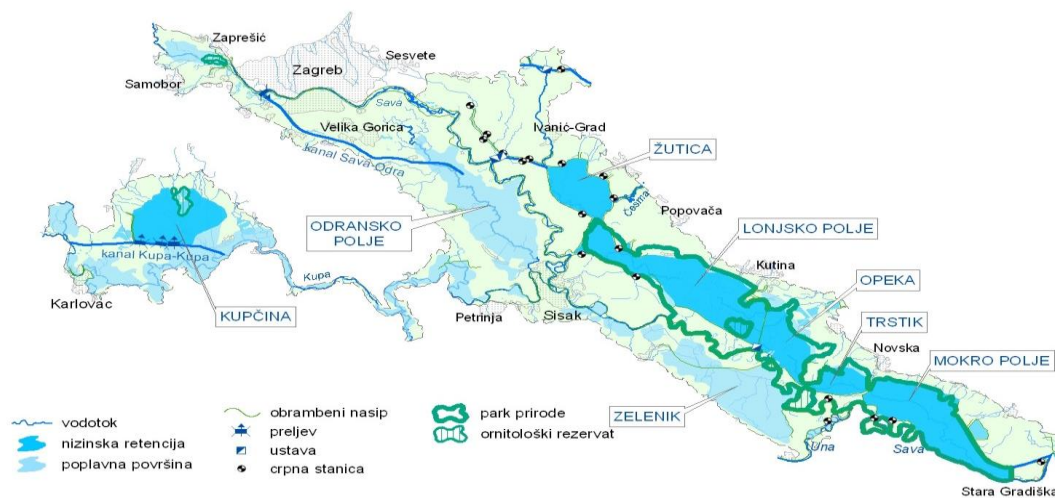 Zaprešić
Sesvete
Zagreb
Samobor
Sava
Velika Gorica
Ivanić-Grad
ŽUTICA
kanal Sava-Odra
Česma
Popovača
ODRANSKO
POLJE
LONJSKO POLJE
kanal Kupa-Kupa
Kupa
Kutina
OPEKA
Karlovac
KUPČINA
Petrinja
Sisak
TRSTIK
Novska
MOKRO POLJE
ZELENIK
Una
Sava
Stara Gradiška
vodotok
nizinska retencija
poplavna površina
obrambeni nasip
preljev
ustava
crpna stanica
park prirode
ornitološki rezervat